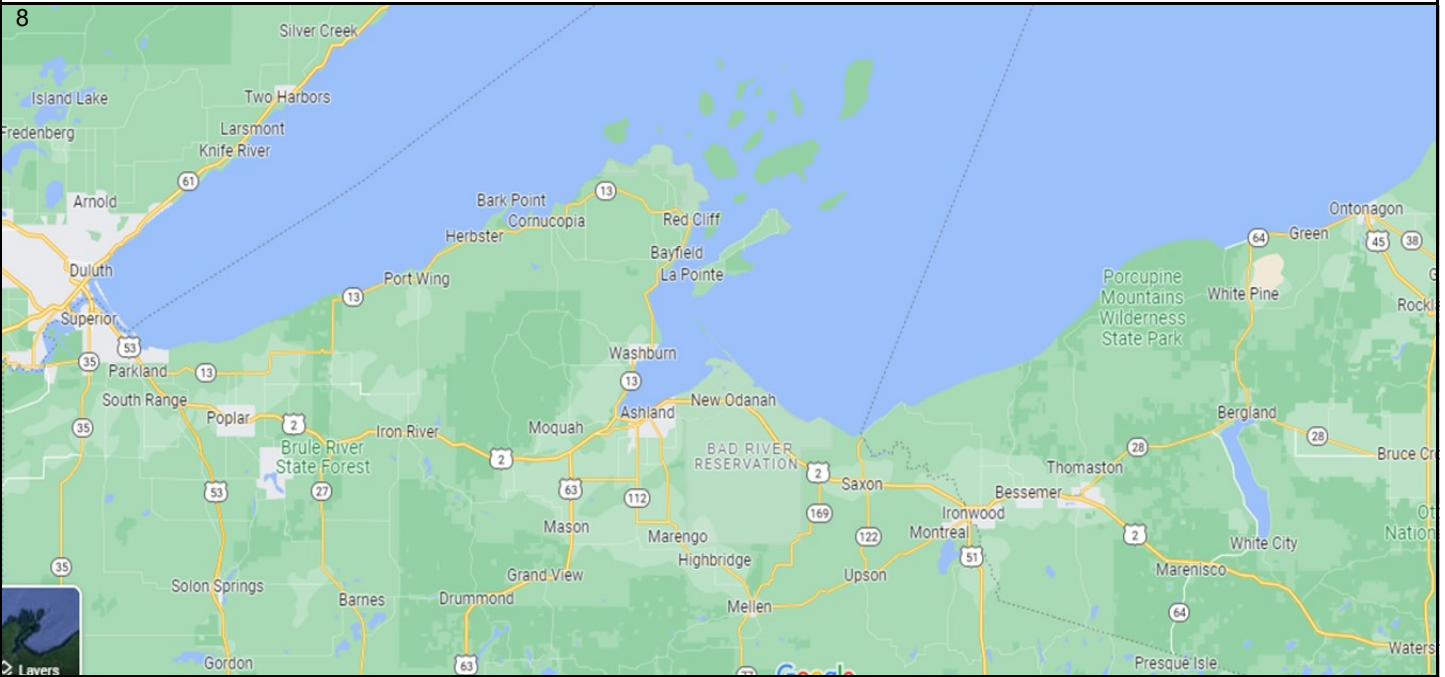 8
Silver Creek
Island Lake
Two Harbors
Fredenberg
Larsmont
Knife River
61
Arnold
13
Bark Point
Cornucopia
Red Cliff
Ontonagon
Herbster
64
Green
45
38
Bayfield
La Pointe
Duluth
Port Wing
13
Porcupine
Mountains
Wilderness
State Park
White Pine
Superior
53
Rockl
35
Parkland
13
Washburn
13
South Range
Poplar
2
New Odanah
Ashland
Bergland
35
Iron River
Moquah
28
28
Brule River
State Forest
BAD RIVER
RESERVATION
Bruce Cr
2
2
Saxon
Thomaston
53
27
63
112
Bessemer
169
Ironwood
Ot
Nation
Mason
Marengo
122
Montreal
2
White City
51
Highbridge
35
Grand View
Upson
Marenisco
Solon Springs
Barnes
Drummond
Mellen
64
Waters
Gordon
63
77
Presque Isle
Layers
Google